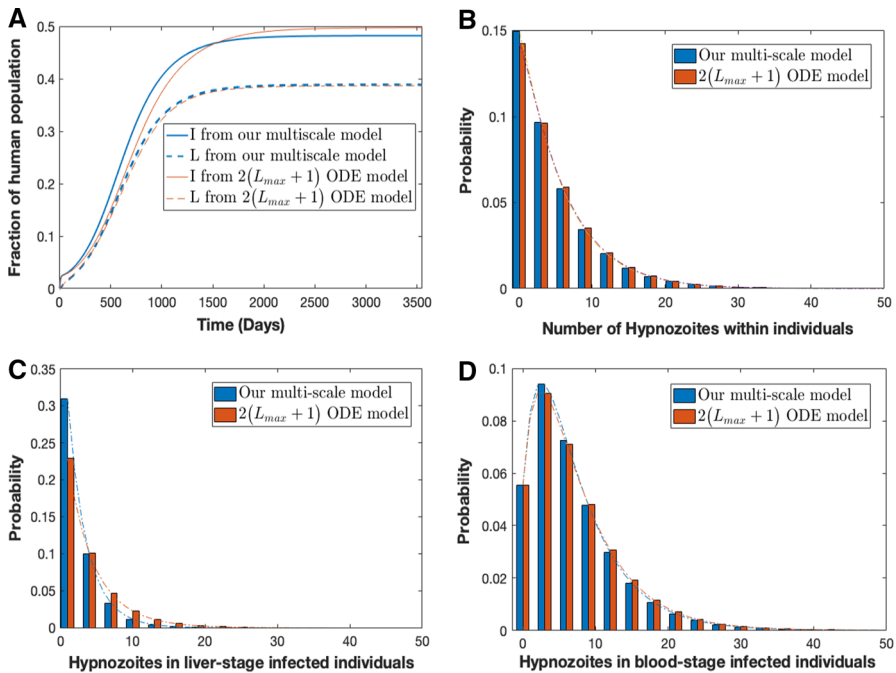 A
Fraction of human population
0.5
0.4
0.3
0.2
0.1
0
I from our multiscale model
L from our multiscale model
I from 2(L_max + 1) ODE model
L from 2(L_max + 1) ODE model
0 500 1000 1500 2000 2500 3000 3500
Time (Days)
B
Probability
0.15
0.1
0.05
0
Our multi-scale model
2(L_max + 1) ODE model
0 10 20 30 40 50
Number of Hypnozoites within individuals
C
Probability
0.35
0.3
0.25
0.2
0.15
0.1
0.05
0
Our multi-scale model
2(L_max + 1) ODE model
0 10 20 30 40 50
Hypnozoites in liver-stage infected individuals
D
Probability
0.1
0.08
0.06
0.04
0.02
0
Our multi-scale model
2(L_max + 1) ODE model
0 10 20 30 40 50
Hypnozoites in blood-stage infected individuals